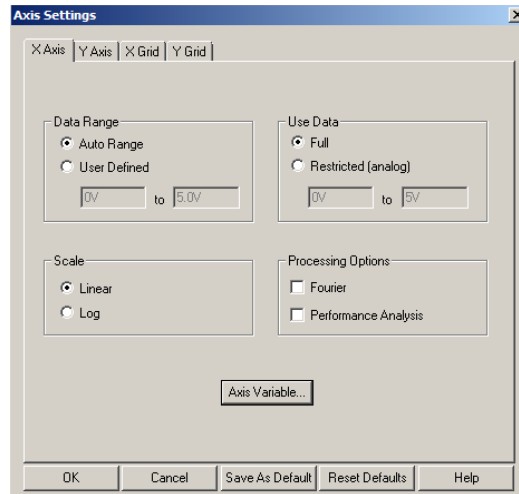 Axis Settings
X Axis Y Axis X Grid Y Grid
Data Range
Auto Range
User Defined
0V to 5.0V
Use Data
Full
Restricted (analog)
0V to 5V
Scale
Linear
Log
Processing Options
Fourier
Performance Analysis
Axis Variable...
OK Cancel Save As Default Reset Defaults Help